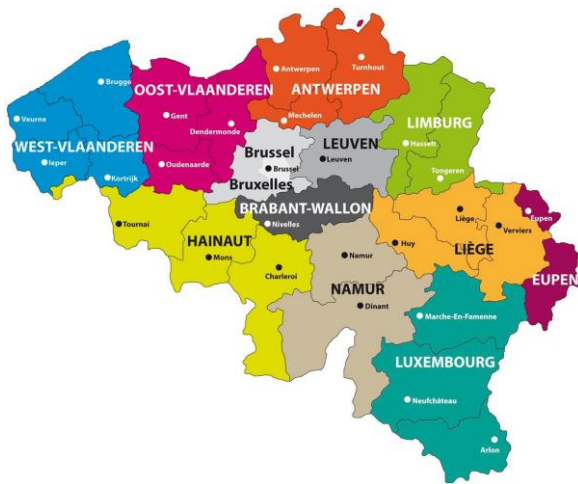 Antwerpen
Turnhout
Brugge
OOST-VLAANDEREN
ANTWERPEN
Veurne
Gent
Mechelen
LIMBURG
Dendermonde
WEST-VLAANDEREN
Brussel
LEUVEN
Hasselt
Ieper
Oudenaarde
Brussel
Leuven
Kortrijk
Bruxelles
Tongeren
BRABANT-WALLON
Tournai
Nivelles
Liège
Eupen
Verviers
HAINAUT
Huy
LIÈGE
Mons
Namur
Charleroi
EUPEN
NAMUR
Dinant
Marche-En-Famenne
LUXEMBOURG
Neufchâteau
Arlon